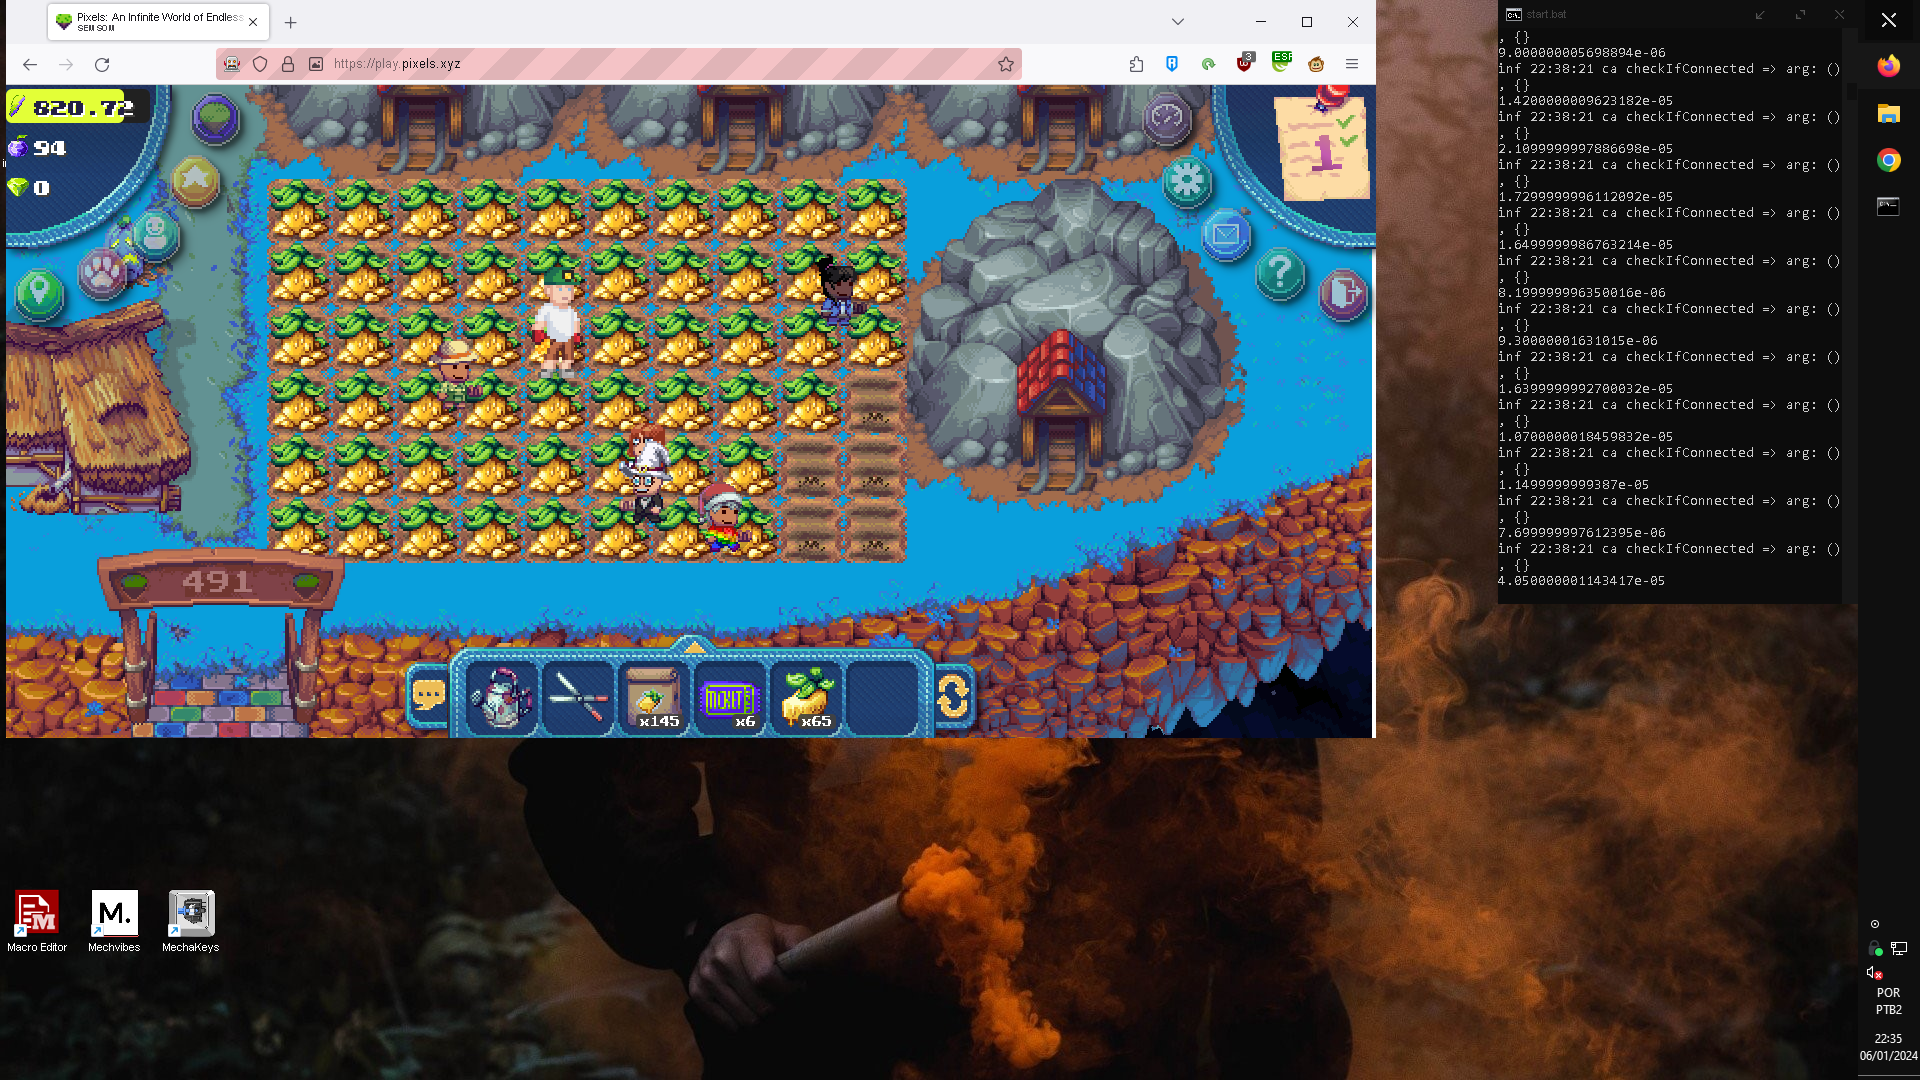 Pixels: An Infinite World of Endless
SEM SOM
https://play.pixels.xyz
3
ESF
820.72
94
0
1
491
x145
x6
x65
start.bat
, {}
9.000000005698894e-06
inf 22:38:21 ca checkIfConnected => arg: ()
, {}
1.4200000009623182e-05
inf 22:38:21 ca checkIfConnected => arg: ()
, {}
2.1099999997886698e-05
inf 22:38:21 ca checkIfConnected => arg: ()
, {}
1.7299999996112092e-05
inf 22:38:21 ca checkIfConnected => arg: ()
, {}
1.6499999986763214e-05
inf 22:38:21 ca checkIfConnected => arg: ()
, {}
8.199999996350016e-06
inf 22:38:21 ca checkIfConnected => arg: ()
, {}
9.30000001631015e-06
inf 22:38:21 ca checkIfConnected => arg: ()
, {}
1.6399999992700032e-05
inf 22:38:21 ca checkIfConnected => arg: ()
, {}
1.0700000018459832e-05
inf 22:38:21 ca checkIfConnected => arg: ()
, {}
1.1499999999387e-05
inf 22:38:21 ca checkIfConnected => arg: ()
, {}
7.699999997612395e-06
inf 22:38:21 ca checkIfConnected => arg: ()
, {}
4.050000001143417e-05
M
M.
Macro Editor
Mechvibes
MechaKeys
POR
PTB2
22:35
06/01/2024